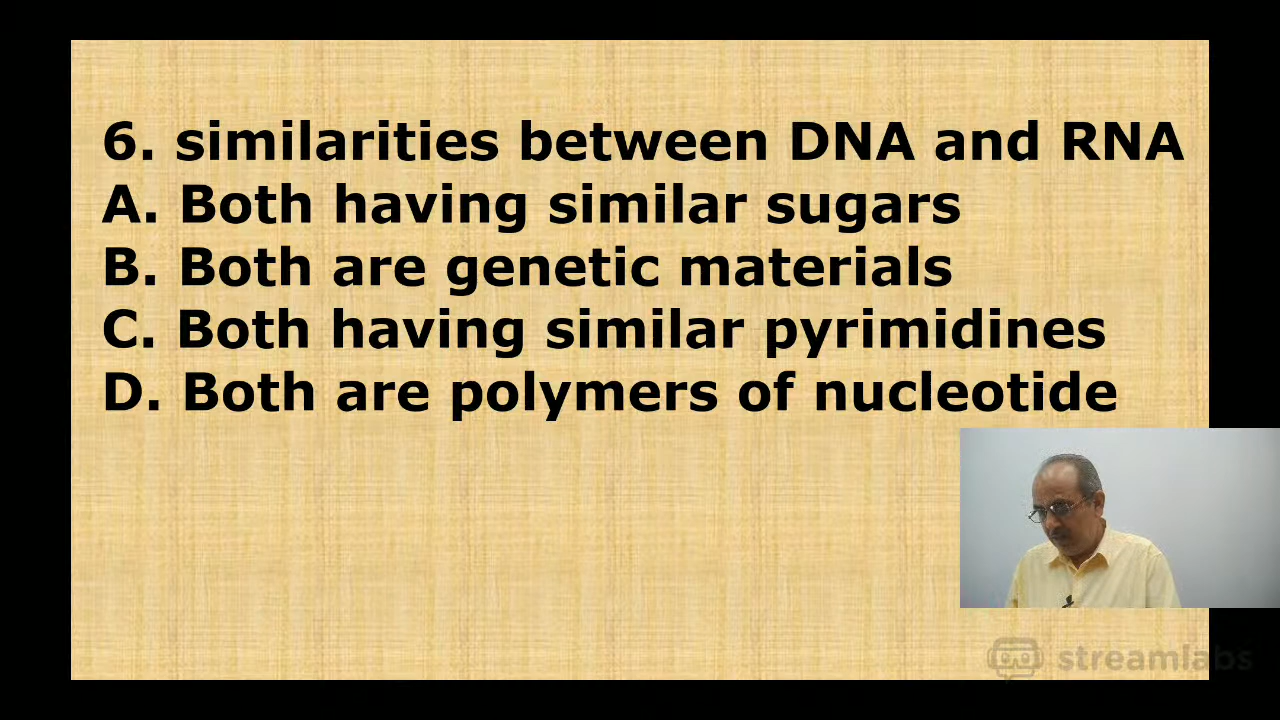 6. similarities between DNA and RNA
A. Both having similar sugars
B. Both are genetic materials
C. Both having similar pyrimidines
D. Both are polymers of nucleotide
streamlabs